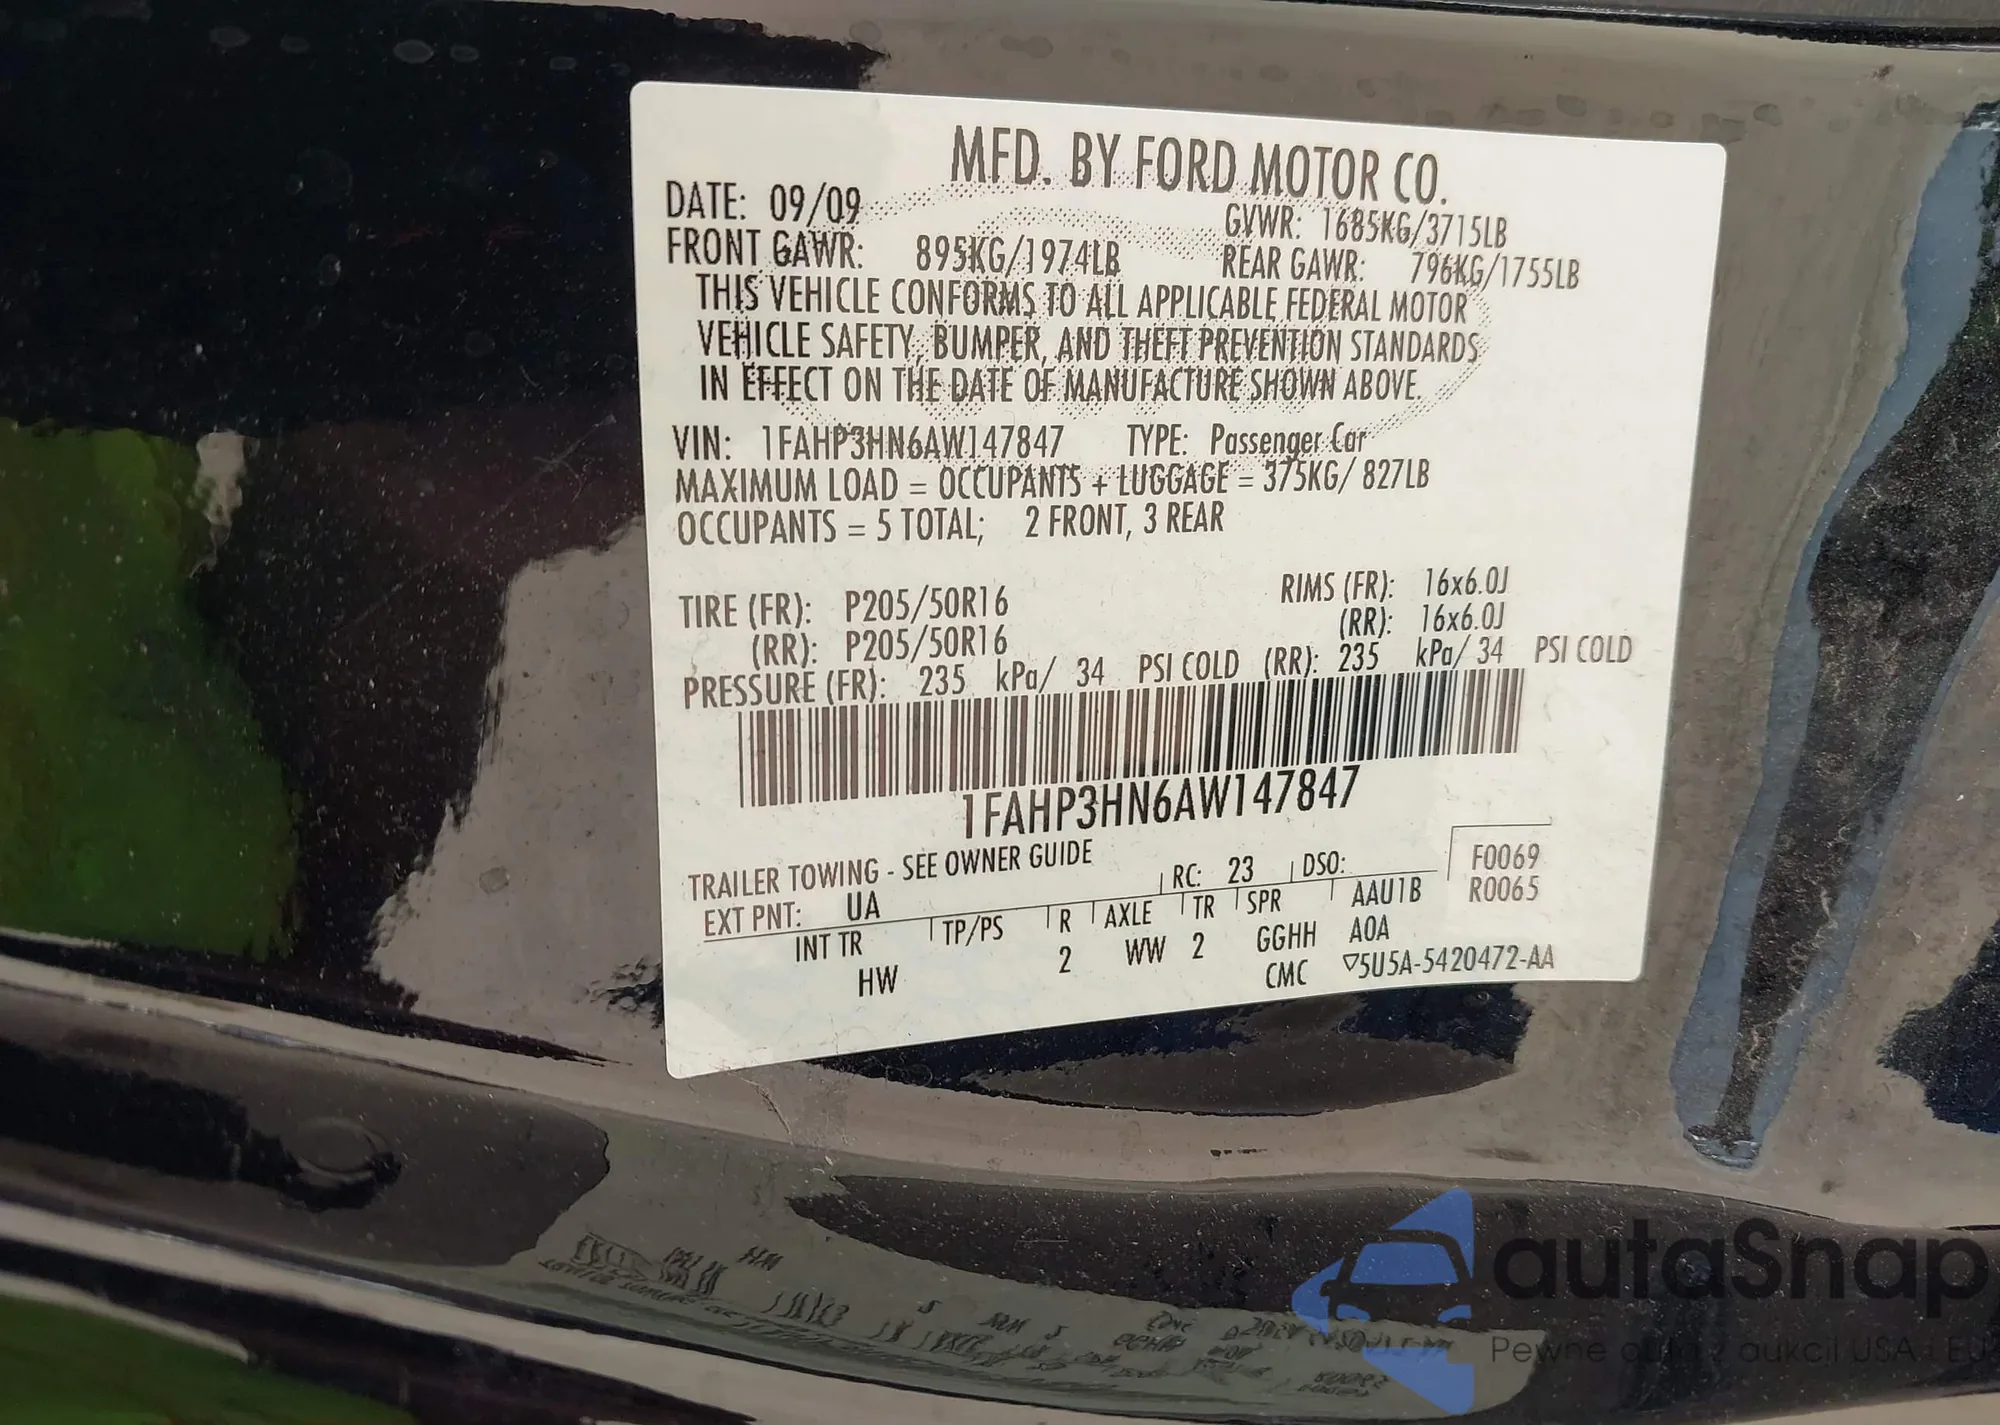 MFD. BY FORD MOTOR CO.
DATE: 09/09 GVWR: 1685KG/3715LB
FRONT GAWR: 895KG/1974LB REAR GAWR: 796KG/1755LB
THIS VEHICLE CONFORMS TO ALL APPLICABLE FEDERAL MOTOR
VEHICLE SAFETY, BUMPER, AND THEFT PREVENTION STANDARDS
IN EFFECT ON THE DATE OF MANUFACTURE SHOWN ABOVE.
VIN: 1FAHP3HN6AW147847 TYPE: Passenger Car
MAXIMUM LOAD = OCCUPANTS + LUGGAGE = 375KG/ 827LB
OCCUPANTS = 5 TOTAL; 2 FRONT, 3 REAR
TIRE (FR): P205/50R16 RIMS (FR): 16x6.0J
(RR): P205/50R16 (RR): 16x6.0J
PRESSURE (FR): 235 kPa/ 34 PSI COLD (RR): 235 kPa/ 34 PSI COLD
1FAHP3HN6AW147847
TRAILER TOWING - SEE OWNER GUIDE RC: 23 DSO: F0069
EXT PNT: UA AAU1B R0065
INT TR TP/PS R AXLE TR SPR A0A
HW 2 WW 2 GGHH
CMC ▽5U5A-5420472-AA
autaSnap
Pewne auta z aukcji USA i EU